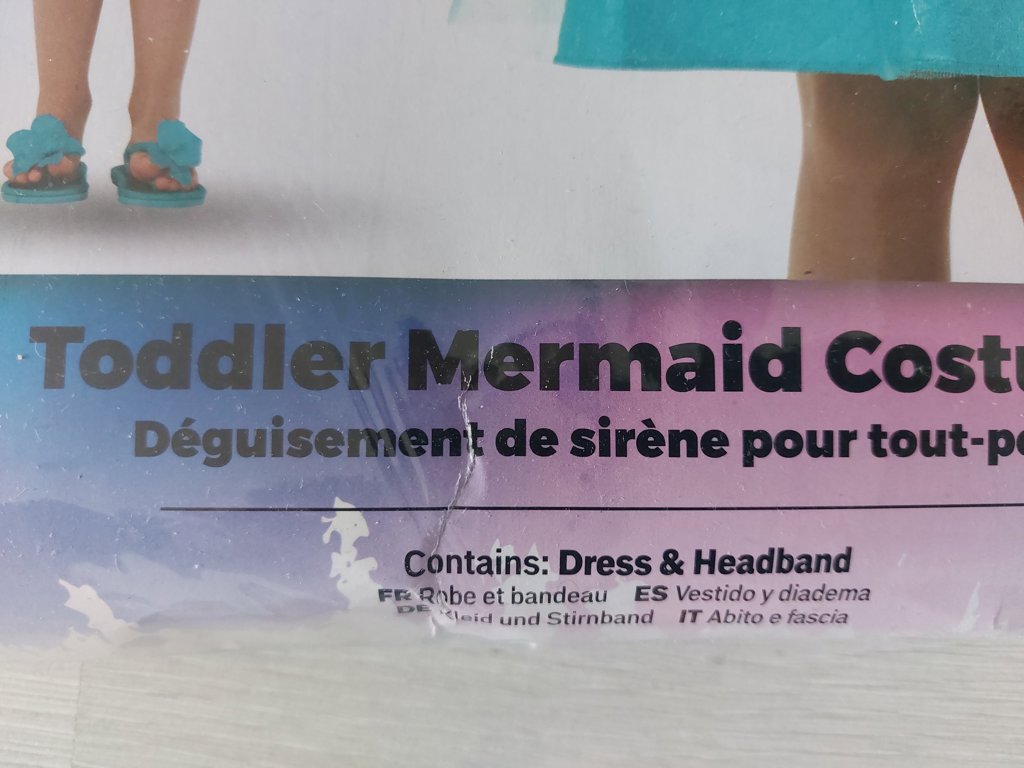 Toddler Mermaid Costu
Déguisement de sirène pour tout-pe
Contains: Dress & Headband
FR Robe et bandeau ES Vestido y diadema
DE Kleid und Stirnband IT Abito e fascia